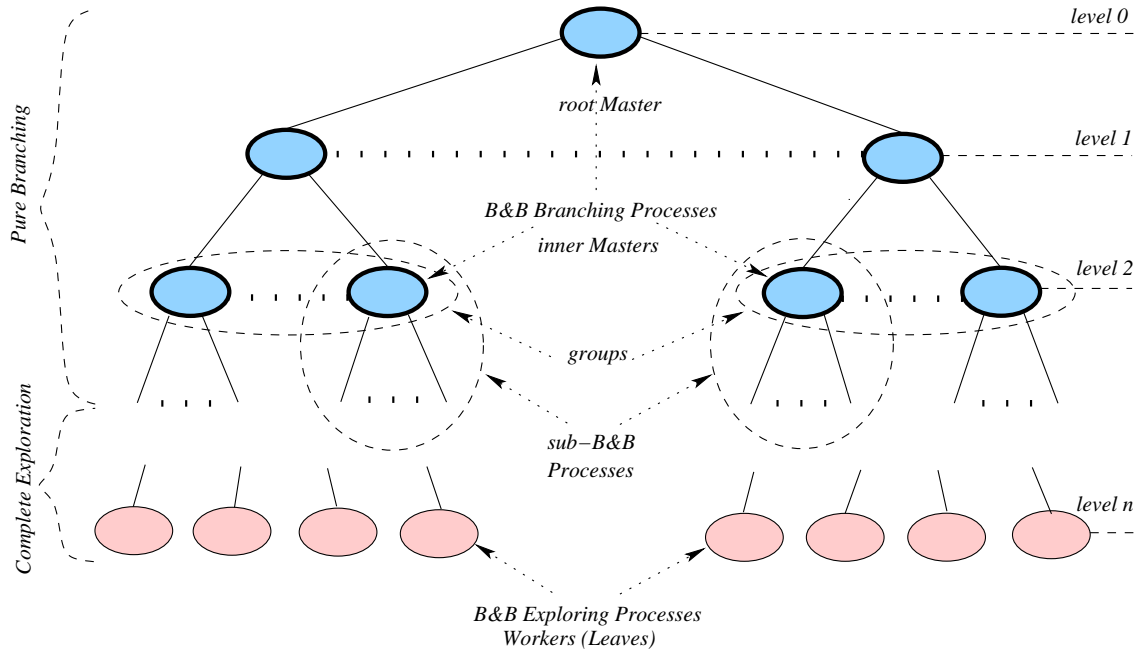 level 0
root Master
level 1
Pure Branching
B&B Branching Processes
inner Masters
level 2
groups
sub-B&B
Processes
Complete Exploration
level n
B&B Exploring Processes
Workers (Leaves)